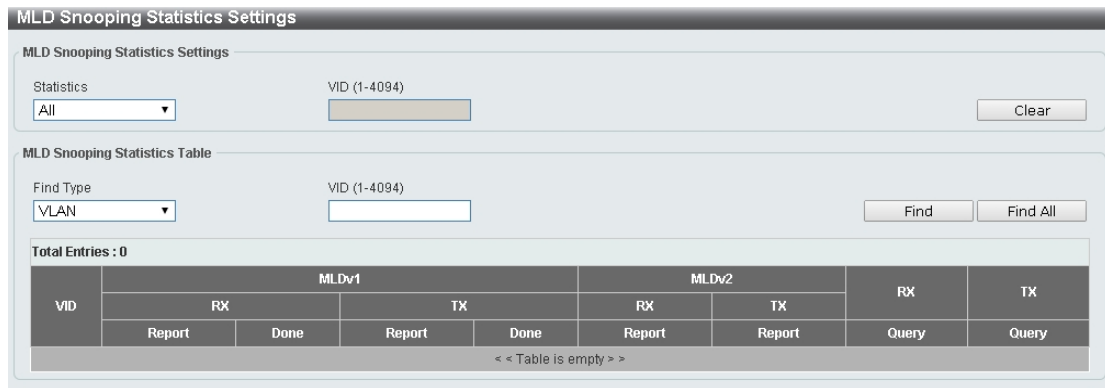 MLD Snooping Statistics Settings
MLD Snooping Statistics Settings
Statistics VID (1-4094)
All Clear
MLD Snooping Statistics Table
Find Type VID (1-4094)
VLAN Find Find All
Total Entries : 0
MLDv1 MLDv2
VID RX TX
RX TX RX TX
Report Done Report Done Report Report Query Query
< < Table is empty > >